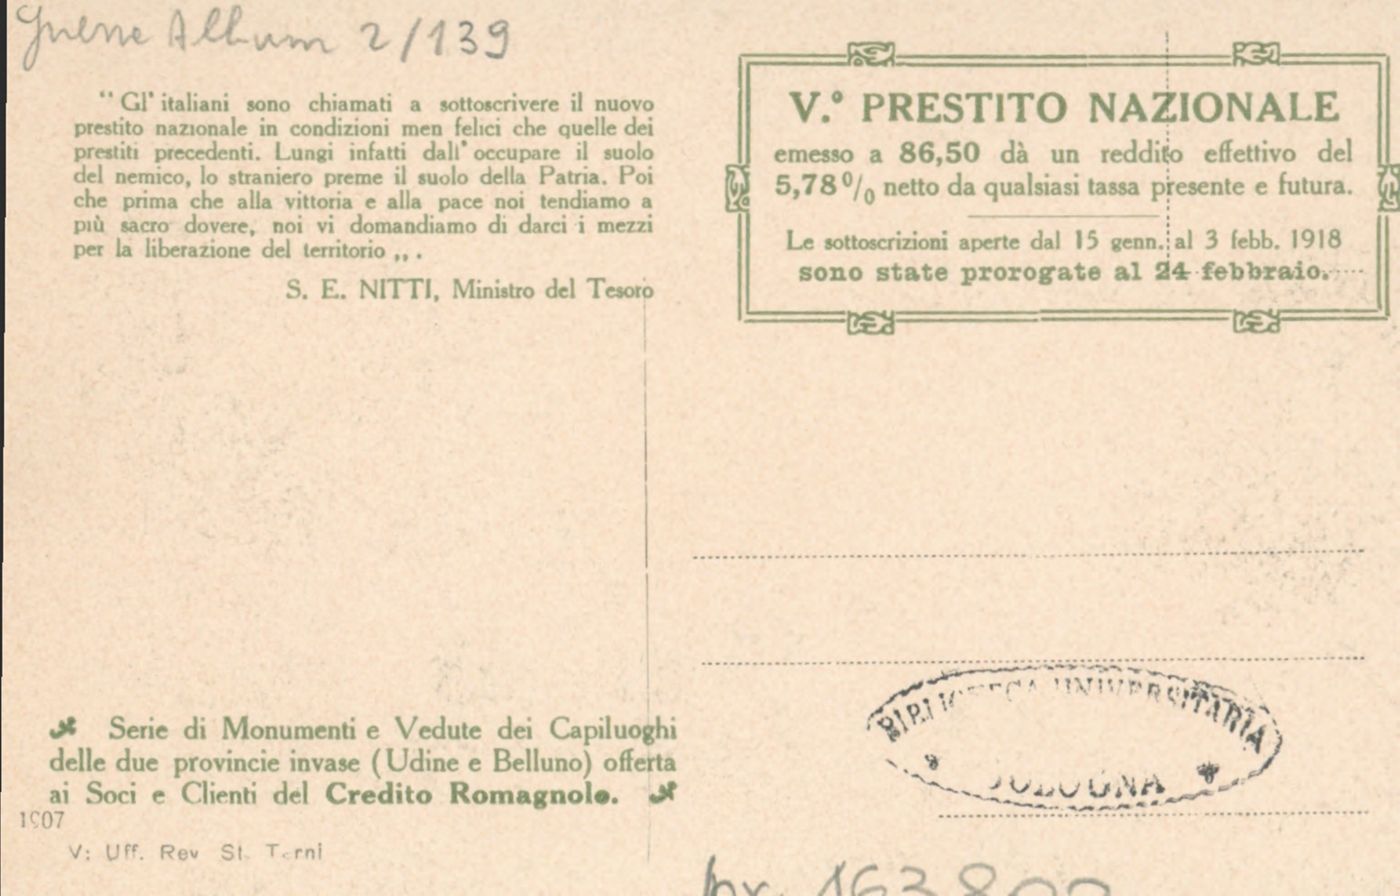 Guerre Album 2/139
“ Gl' italiani sono chiamati a sottoscrivere il nuovo
prestito nazionale in condizioni men felici che quelle dei
prestiti precedenti. Lungi infatti dall' occupare il suolo
del nemico, lo straniero preme il suolo della Patria. Poi
che prima che alla vittoria e alla pace noi tendiamo a
più sacro dovere, noi vi domandiamo di darci i mezzi
per la liberazione del territorio „ .
S. E. NITTI, Ministro del Tesoro
V.° PRESTITO NAZIONALE
emesso a 86,50 dà un reddito effettivo del
5,78 % netto da qualsiasi tassa presente e futura.
Le sottoscrizioni aperte dal 15 genn. al 3 febb. 1918
sono state prorogate al 24 febbraio.
Serie di Monumenti e Vedute dei Capiluoghi
delle due provincie invase (Udine e Belluno) offerta
ai Soci e Clienti del Credito Romagnolo.
1907
V: Uff. Rev St. Terni
BIBLIOTECA UNIVERSITARIA
BOLOGNA